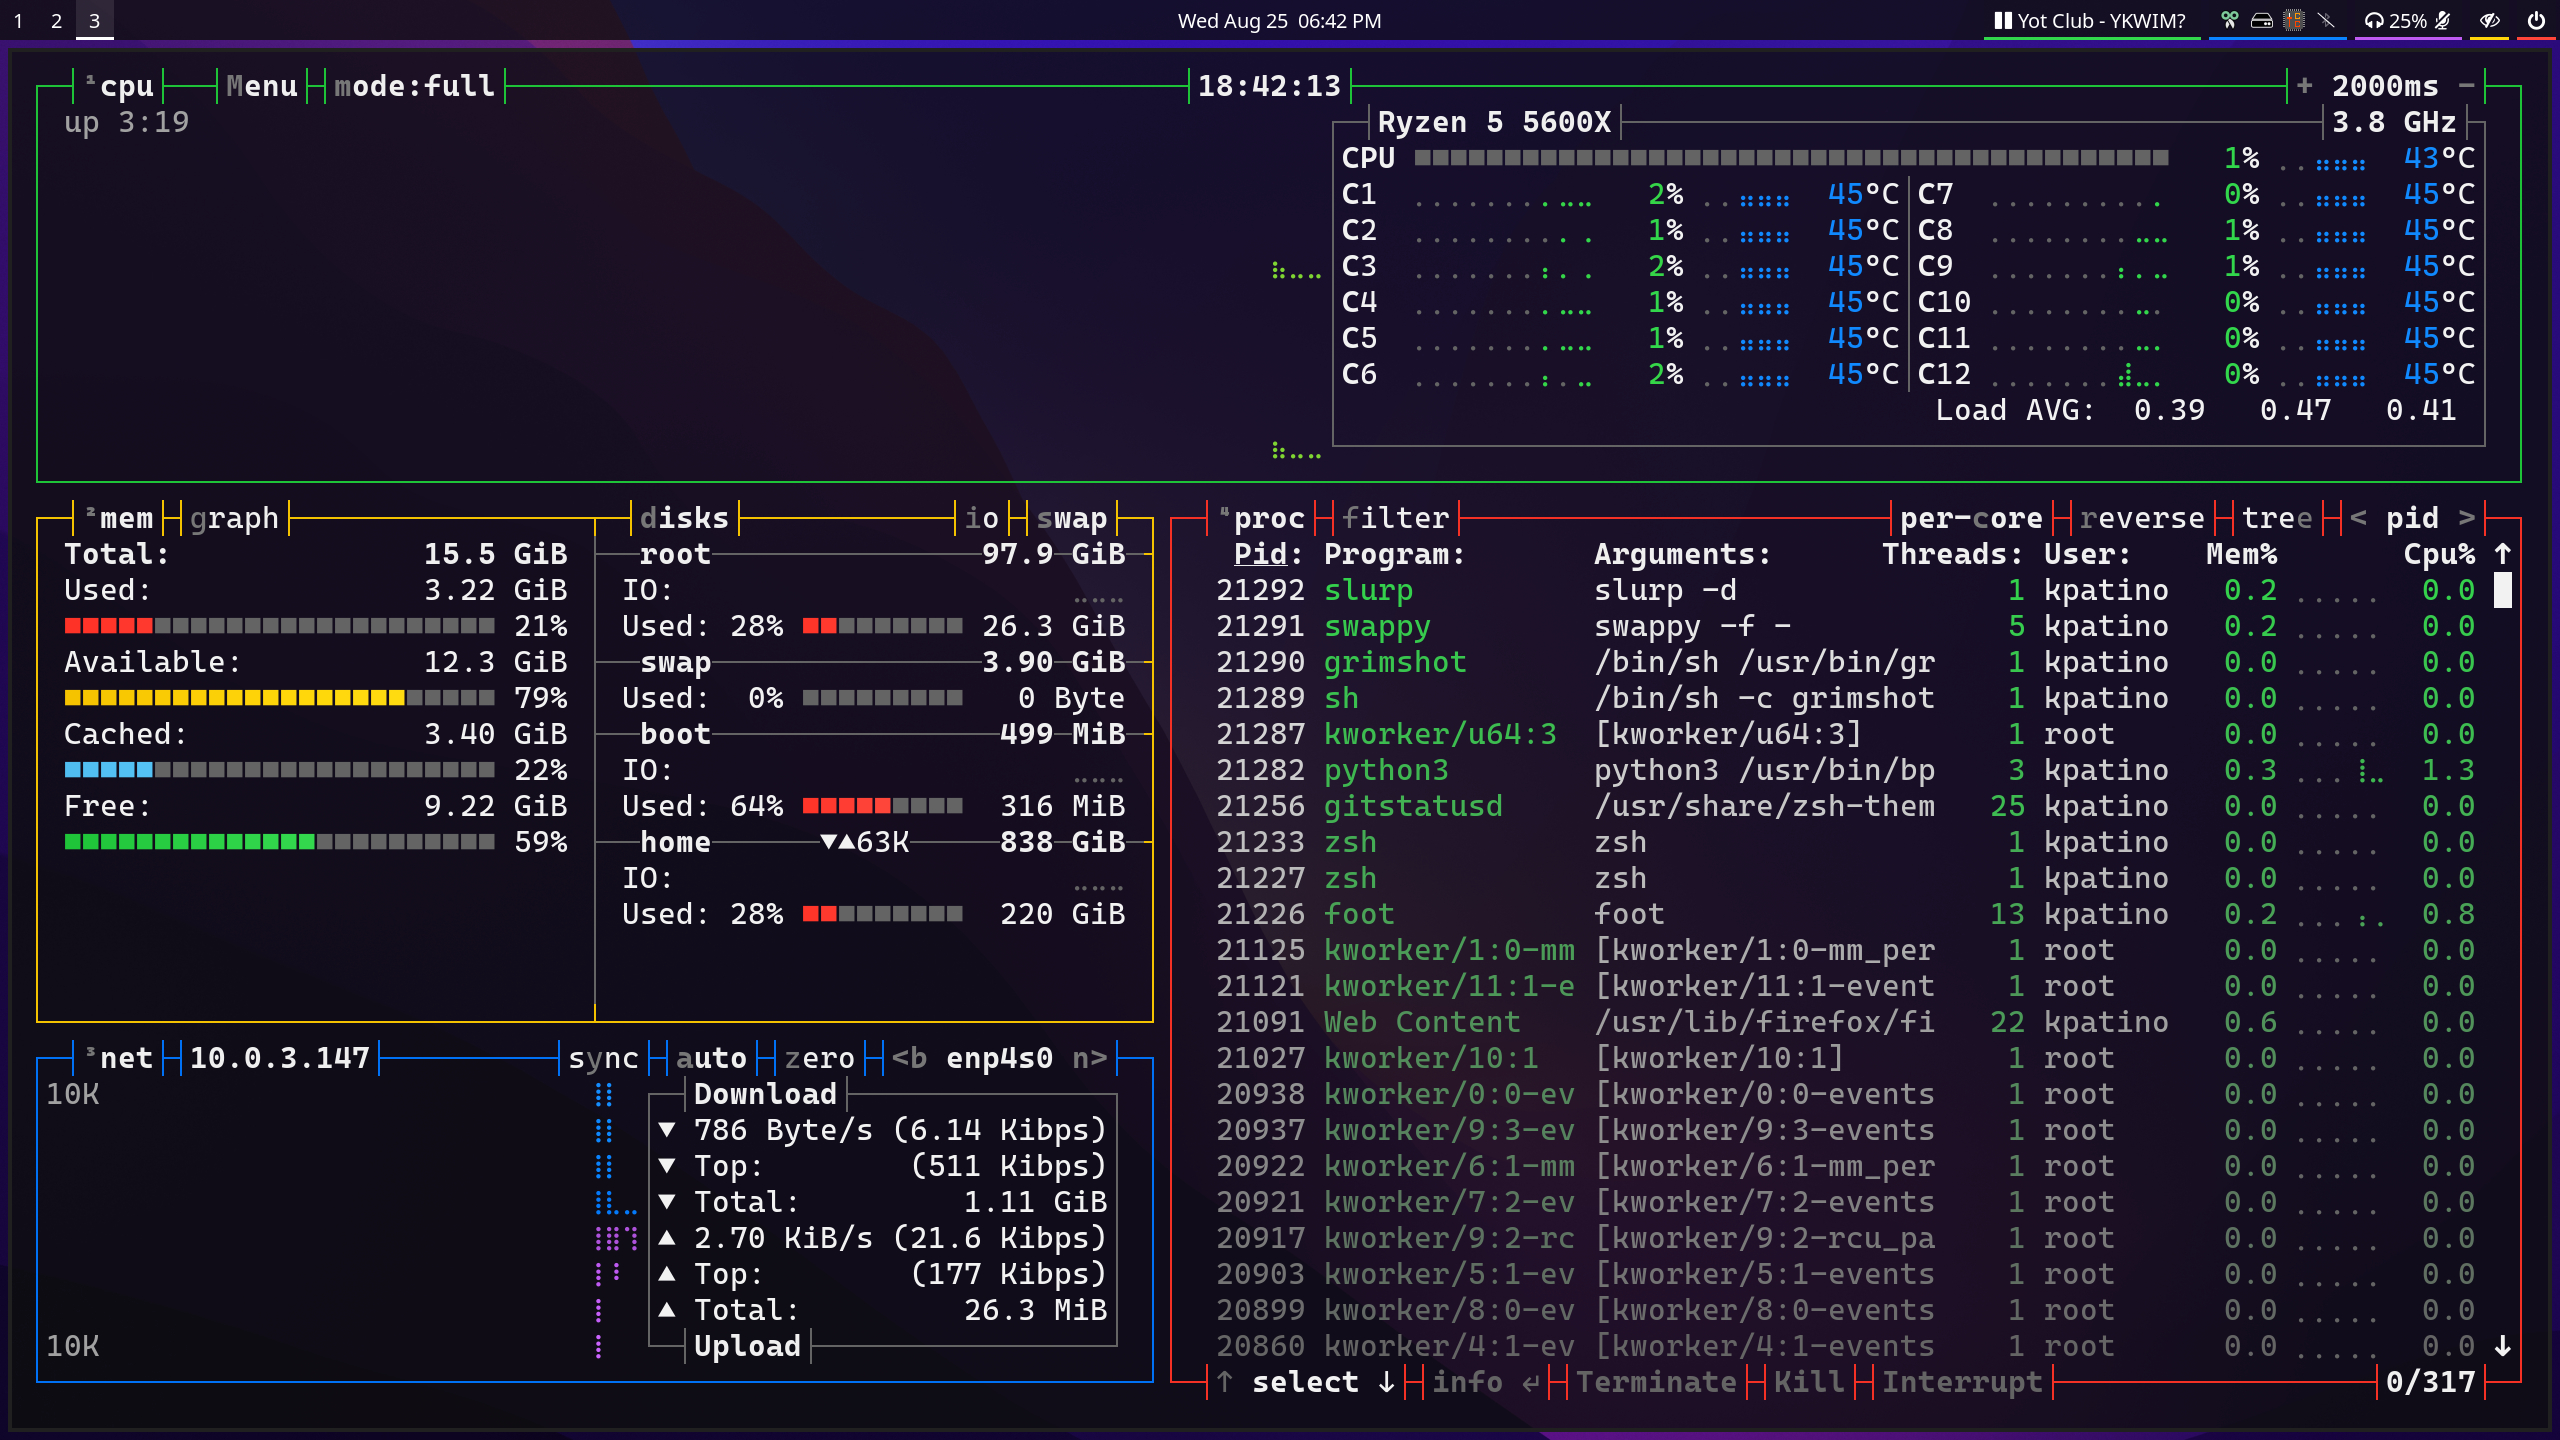 1 2 3 Wed Aug 25 06:42 PM Yot Club - YKWIM? 25%
¹cpu Menu mode:full 18:42:13 + 2000ms -
up 3:19 Ryzen 5 5600X 3.8 GHz
CPU 1% 43°C
C1 2% 45°C C7 0% 45°C
C2 1% 45°C C8 1% 45°C
C3 2% 45°C C9 1% 45°C
C4 1% 45°C C10 0% 45°C
C5 1% 45°C C11 0% 45°C
C6 2% 45°C C12 0% 45°C
Load AVG: 0.39 0.47 0.41
²mem graph disks io swap
Total: 15.5 GiB
Used: 3.22 GiB
21%
Available: 12.3 GiB
79%
Cached: 3.40 GiB
22%
Free: 9.22 GiB
59%
root 97.9 GiB
IO:
Used: 28% 26.3 GiB
swap 3.90 GiB
Used: 0% 0 Byte
boot 499 MiB
IO:
Used: 64% 316 MiB
home ▼▲63K 838 GiB
IO:
Used: 28% 220 GiB
³net 10.0.3.147 sync auto zero <b enp4s0 n>
10K
Download
▼ 786 Byte/s (6.14 Kibps)
▼ Top: (511 Kibps)
▼ Total: 1.11 GiB
▲ 2.70 KiB/s (21.6 Kibps)
▲ Top: (177 Kibps)
▲ Total: 26.3 MiB
10K Upload
⁴proc filter per-core reverse tree < pid >
Pid: Program: Arguments: Threads: User: Mem% Cpu% ↑
21292 slurp slurp -d 1 kpatino 0.2 0.0
21291 swappy swappy -f - 5 kpatino 0.2 0.0
21290 grimshot /bin/sh /usr/bin/gr 1 kpatino 0.0 0.0
21289 sh /bin/sh -c grimshot 1 kpatino 0.0 0.0
21287 kworker/u64:3 [kworker/u64:3] 1 root 0.0 0.0
21282 python3 python3 /usr/bin/bp 3 kpatino 0.3 1.3
21256 gitstatusd /usr/share/zsh-them 25 kpatino 0.0 0.0
21233 zsh zsh 1 kpatino 0.0 0.0
21227 zsh zsh 1 kpatino 0.0 0.0
21226 foot foot 13 kpatino 0.2 0.8
21125 kworker/1:0-mm [kworker/1:0-mm_per 1 root 0.0 0.0
21121 kworker/11:1-e [kworker/11:1-event 1 root 0.0 0.0
21091 Web Content /usr/lib/firefox/fi 22 kpatino 0.6 0.0
21027 kworker/10:1 [kworker/10:1] 1 root 0.0 0.0
20938 kworker/0:0-ev [kworker/0:0-events 1 root 0.0 0.0
20937 kworker/9:3-ev [kworker/9:3-events 1 root 0.0 0.0
20922 kworker/6:1-mm [kworker/6:1-mm_per 1 root 0.0 0.0
20921 kworker/7:2-ev [kworker/7:2-events 1 root 0.0 0.0
20917 kworker/9:2-rc [kworker/9:2-rcu_pa 1 root 0.0 0.0
20903 kworker/5:1-ev [kworker/5:1-events 1 root 0.0 0.0
20899 kworker/8:0-ev [kworker/8:0-events 1 root 0.0 0.0
20860 kworker/4:1-ev [kworker/4:1-events 1 root 0.0 0.0 ↓
↑ select ↓ info ↵ Terminate Kill Interrupt 0/317